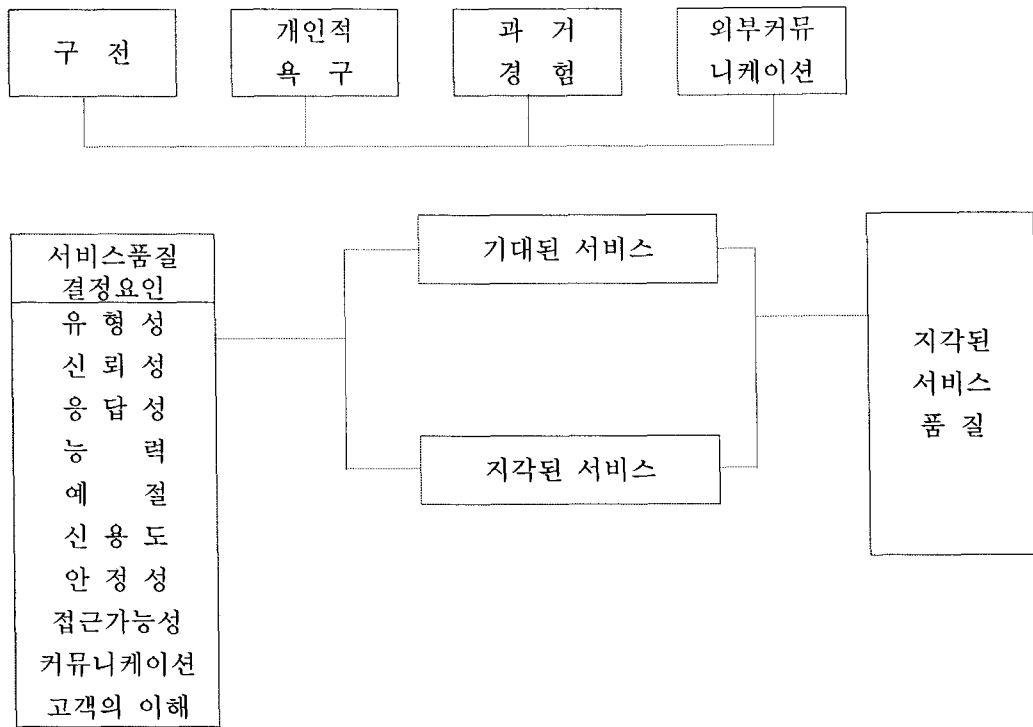 구 전
개인적
욕 구
과 거
경 험
외부커뮤
니케이션
서비스품질
결정요인
유 형 성
신 뢰 성
응 답 성
능 력
예 절
신 용 도
안 정 성
접근가능성
커뮤니케이션
고객의 이해
기대된 서비스
지각된 서비스
지각된
서비스
품 질